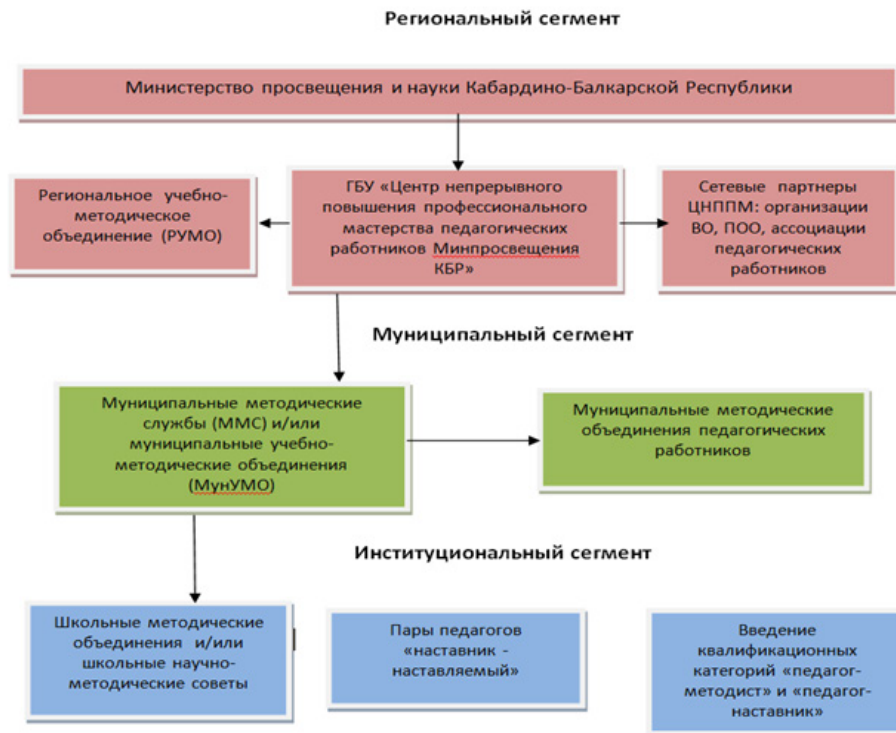 Региональный сегмент
Министерство просвещения и науки Кабардино-Балкарской Республики
Региональное учебно-
методическое
объединение (РУМО)
ГБУ «Центр непрерывного
повышения профессионального
мастерства педагогических
работников Минпросвещения
КБР»
Сетевые партнеры
ЦНППМ: организации
ВО, ПОО, ассоциации
педагогических
работников
Муниципальный сегмент
Муниципальные методические
службы (ММС) и/или
муниципальные учебно-
методические объединения
(МунУМО)
Муниципальные методические
объединения педагогических
работников
Институциональный сегмент
Школьные методические
объединения и/или
школьные научно-
методические советы
Пары педагогов
«наставник -
наставляемый»
Введение
квалификационных
категорий «педагог-
методист» и «педагог-
наставник»